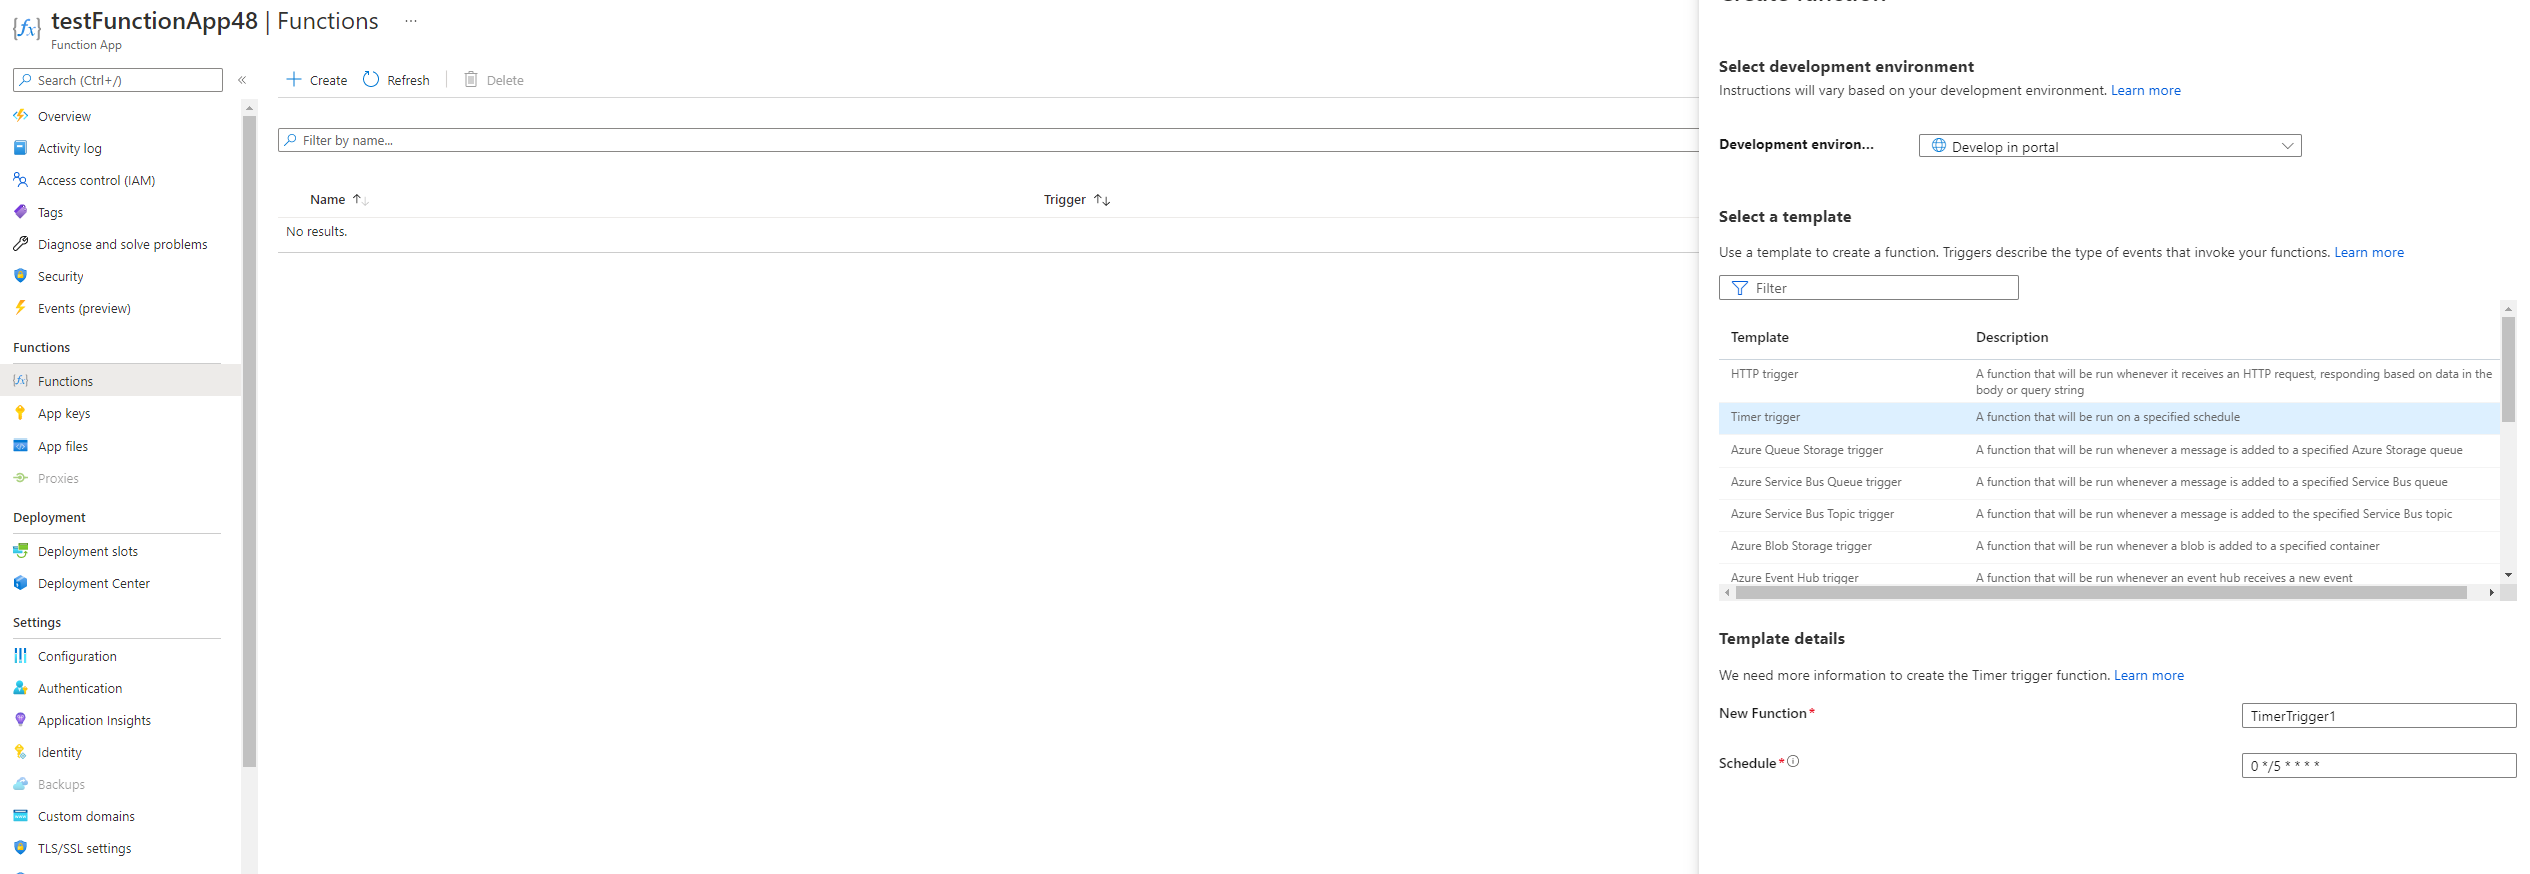 testFunctionApp48 | Functions ...
Function App
Search (Ctrl+/)
«
Overview
Activity log
Access control (IAM)
Tags
Diagnose and solve problems
Security
Events (preview)
Functions
Functions
App keys
App files
Proxies
Deployment
Deployment slots
Deployment Center
Settings
Configuration
Authentication
Application Insights
Identity
Backups
Custom domains
TLS/SSL settings
Create Refresh Delete
Filter by name...
Name Trigger
No results.
Create function
Select development environment
Instructions will vary based on your development environment. Learn more
Development environ... Develop in portal
Select a template
Use a template to create a function. Triggers describe the type of events that invoke your functions. Learn more
Filter
Template Description
HTTP trigger A function that will be run whenever it receives an HTTP request, responding based on data in the
body or query string
Timer trigger A function that will be run on a specified schedule
Azure Queue Storage trigger A function that will be run whenever a message is added to a specified Azure Storage queue
Azure Service Bus Queue trigger A function that will be run whenever a message is added to a specified Service Bus queue
Azure Service Bus Topic trigger A function that will be run whenever a message is added to the specified Service Bus topic
Azure Blob Storage trigger A function that will be run whenever a blob is added to a specified container
Azure Event Hub trigger A function that will be run whenever an event hub receives a new event
Template details
We need more information to create the Timer trigger function. Learn more
New Function* TimerTrigger1
Schedule* 0 */5 * * * *